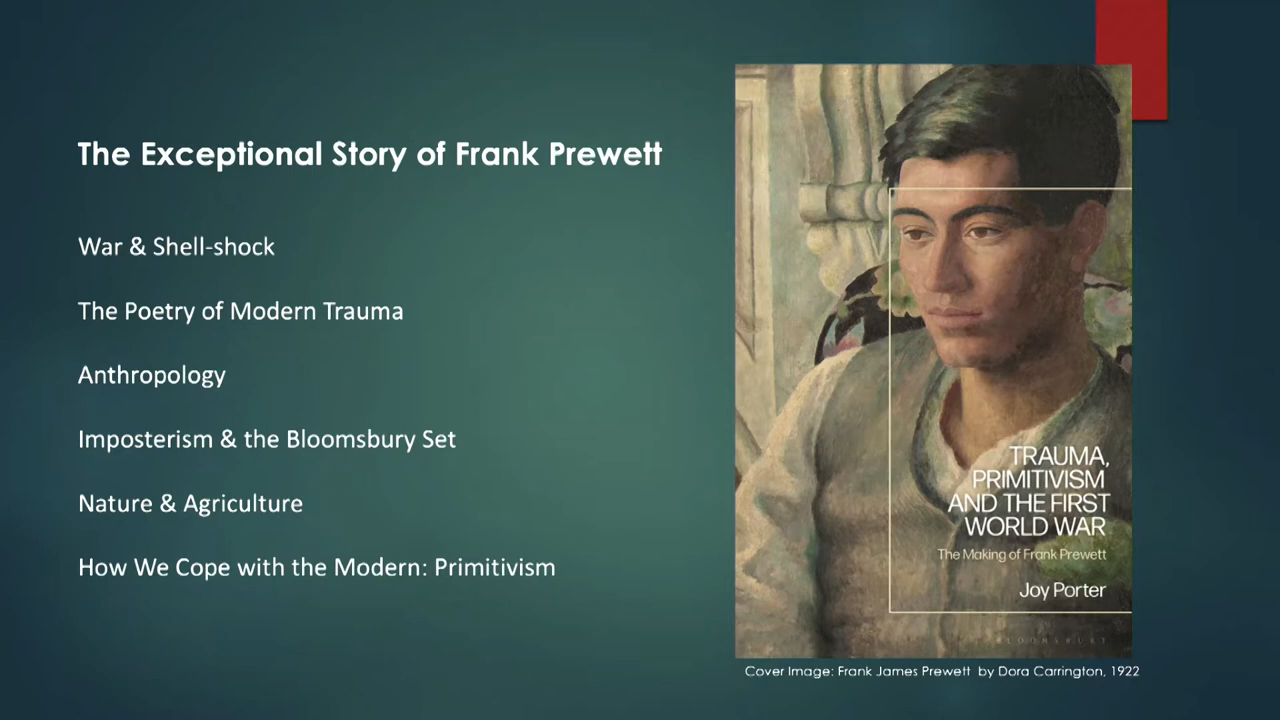 The Exceptional Story of Frank Prewett
War & Shell-shock
The Poetry of Modern Trauma
Anthropology
Imposterism & the Bloomsbury Set
Nature & Agriculture
How We Cope with the Modern: Primitivism
TRAUMA,
PRIMITIVISM
AND THE FIRST
WORLD WAR
The Making of Frank Prewett
Joy Porter
BLOOMSBURY
Cover Image: Frank James Prewett by Dora Carrington, 1922